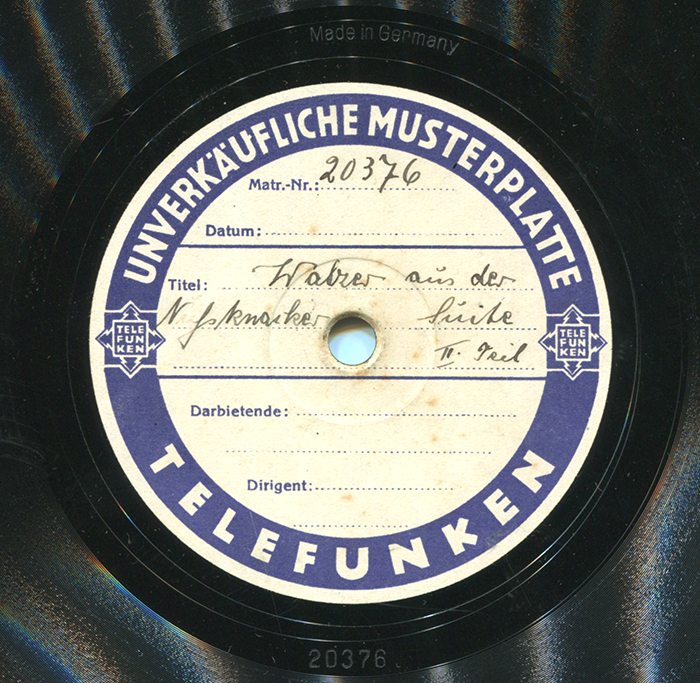 Made in Germany
UNVERKÄUFLICHE MUSTERPLATTE
Matr.-Nr.: 20376
Datum:
Titel: Walzer aus der
Nussknacker Suite
II. Teil
TELE
FUN
KEN
TELE
FUN
KEN
Darbietende:
Dirigent:
TELEFUNKEN
20376